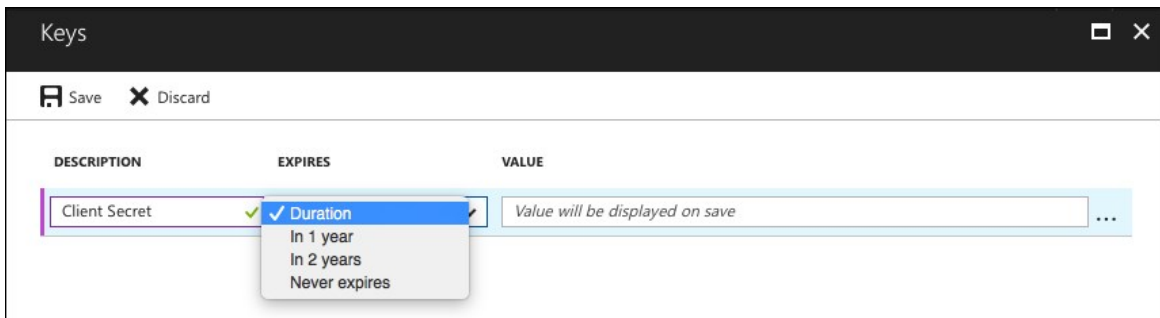 Keys
Save Discard
DESCRIPTION EXPIRES VALUE
Client Secret Duration Value will be displayed on save ...
In 1 year
In 2 years
Never expires